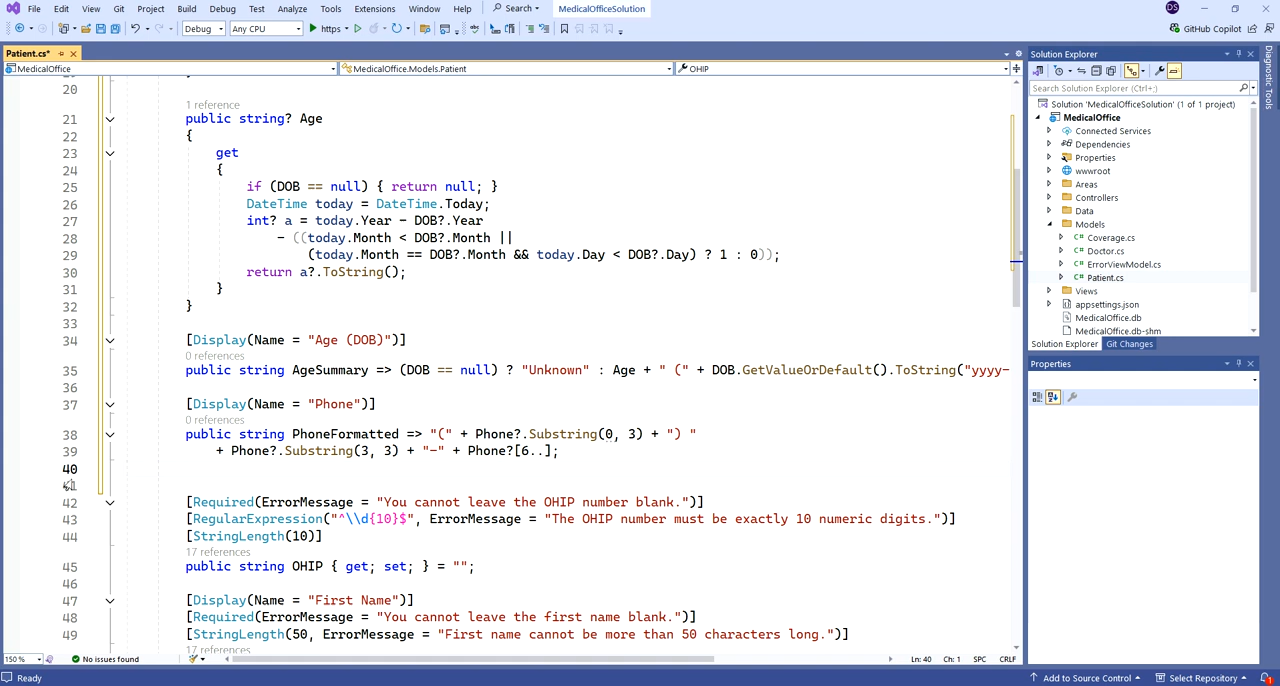 File Edit View Git Project Build Debug Test Analyze Tools Extensions Window Help Search MedicalOfficeSolution DS
Debug Any CPU https GitHub Copilot
Patient.cs*
MedicalOffice MedicalOffice.Models.Patient OHIP
20
1 reference
21 public string? Age
22 {
23 get
24 {
25 if (DOB == null) { return null; }
26 DateTime today = DateTime.Today;
27 int? a = today.Year - DOB?.Year
28 - ((today.Month < DOB?.Month ||
29 (today.Month == DOB?.Month && today.Day < DOB?.Day) ? 1 : 0));
30 return a?.ToString();
31 }
32 }
33
34 [Display(Name = "Age (DOB)")]
0 references
35 public string AgeSummary => (DOB == null) ? "Unknown" : Age + " (" + DOB.GetValueOrDefault().ToString("yyyy-
36
37 [Display(Name = "Phone")]
0 references
38 public string PhoneFormatted => "(" + Phone?.Substring(0, 3) + ") "
39 + Phone?.Substring(3, 3) + "-" + Phone?[6..];
40
41
42 [Required(ErrorMessage = "You cannot leave the OHIP number blank.")]
43 [RegularExpression("^\\d{10}$", ErrorMessage = "The OHIP number must be exactly 10 numeric digits.")]
44 [StringLength(10)]
17 references
45 public string OHIP { get; set; } = "";
46
47 [Display(Name = "First Name")]
48 [Required(ErrorMessage = "You cannot leave the first name blank.")]
49 [StringLength(50, ErrorMessage = "First name cannot be more than 50 characters long.")]
17 references
150 % No issues found Ln: 40 Ch: 1 SPC CRLF
Solution Explorer
Search Solution Explorer (Ctrl+;)
Solution 'MedicalOfficeSolution' (1 of 1 project)
MedicalOffice
Connected Services
Dependencies
Properties
wwwroot
Areas
Controllers
Data
Models
C# Coverage.cs
C# Doctor.cs
C# ErrorViewModel.cs
C# Patient.cs
Views
appsettings.json
MedicalOffice.db
MedicalOffice.db-shm
Solution Explorer Git Changes
Properties
Diagnostic Tools
Ready Add to Source Control Select Repository 1